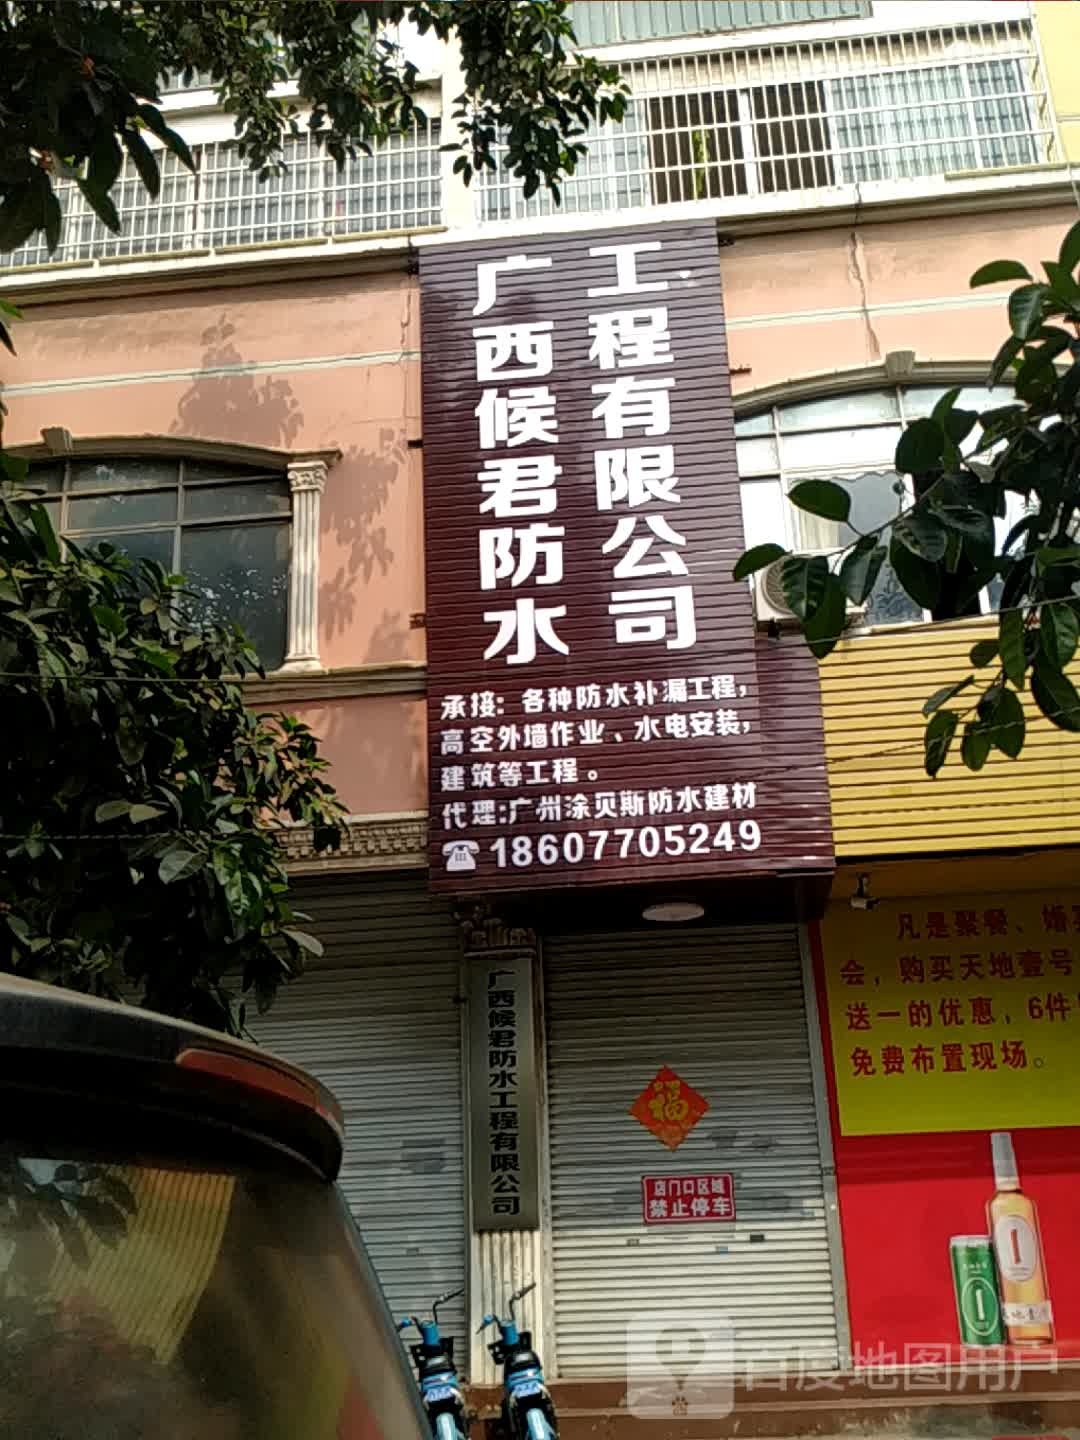 广西候君防水
工程有限公司
承接：各种防水补漏工程，
高空外墙作业、水电安装，
建筑等工程。
代理:广州涂贝斯防水建材
☎18607705249
广西候君防水工程有限公司
福
店门口区域
禁止停车
凡是聚餐、婚
会，购买天地壹号
送一的优惠，6件
免费布置现场。
百度地图用户